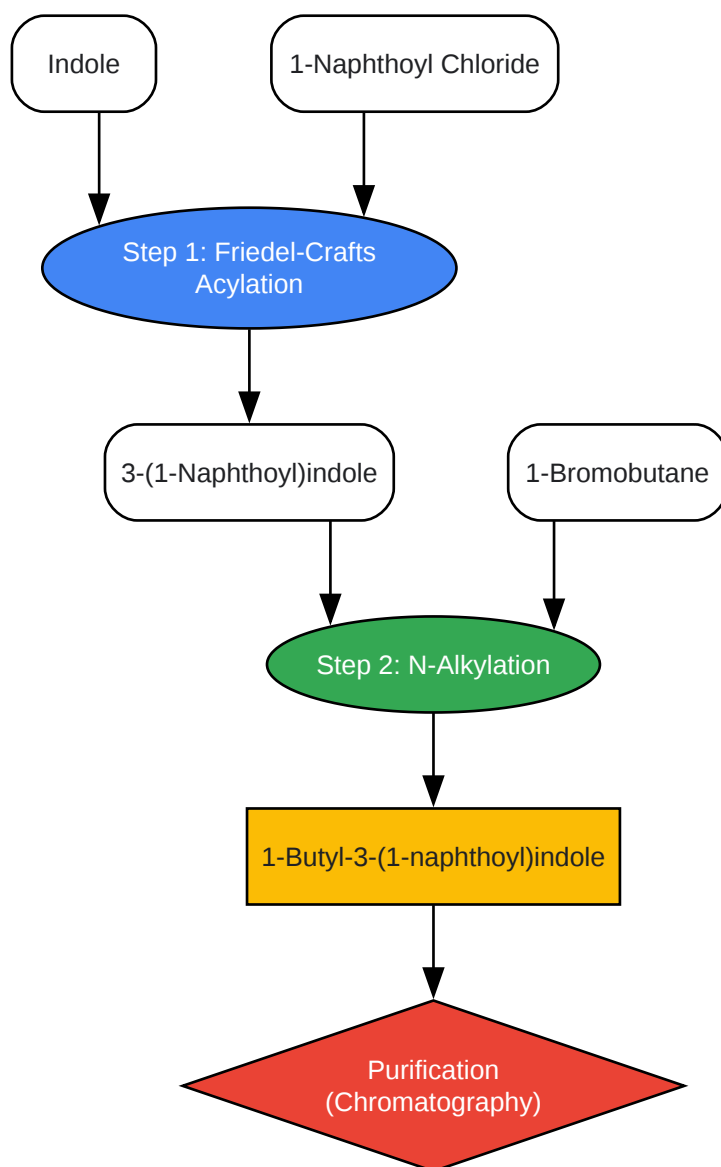 Indole
1-Naphthoyl Chloride
Step 1: Friedel-Crafts
Acylation
3-(1-Naphthoyl)indole
1-Bromobutane
Step 2: N-Alkylation
1-Butyl-3-(1-naphthoyl)indole
Purification
(Chromatography)